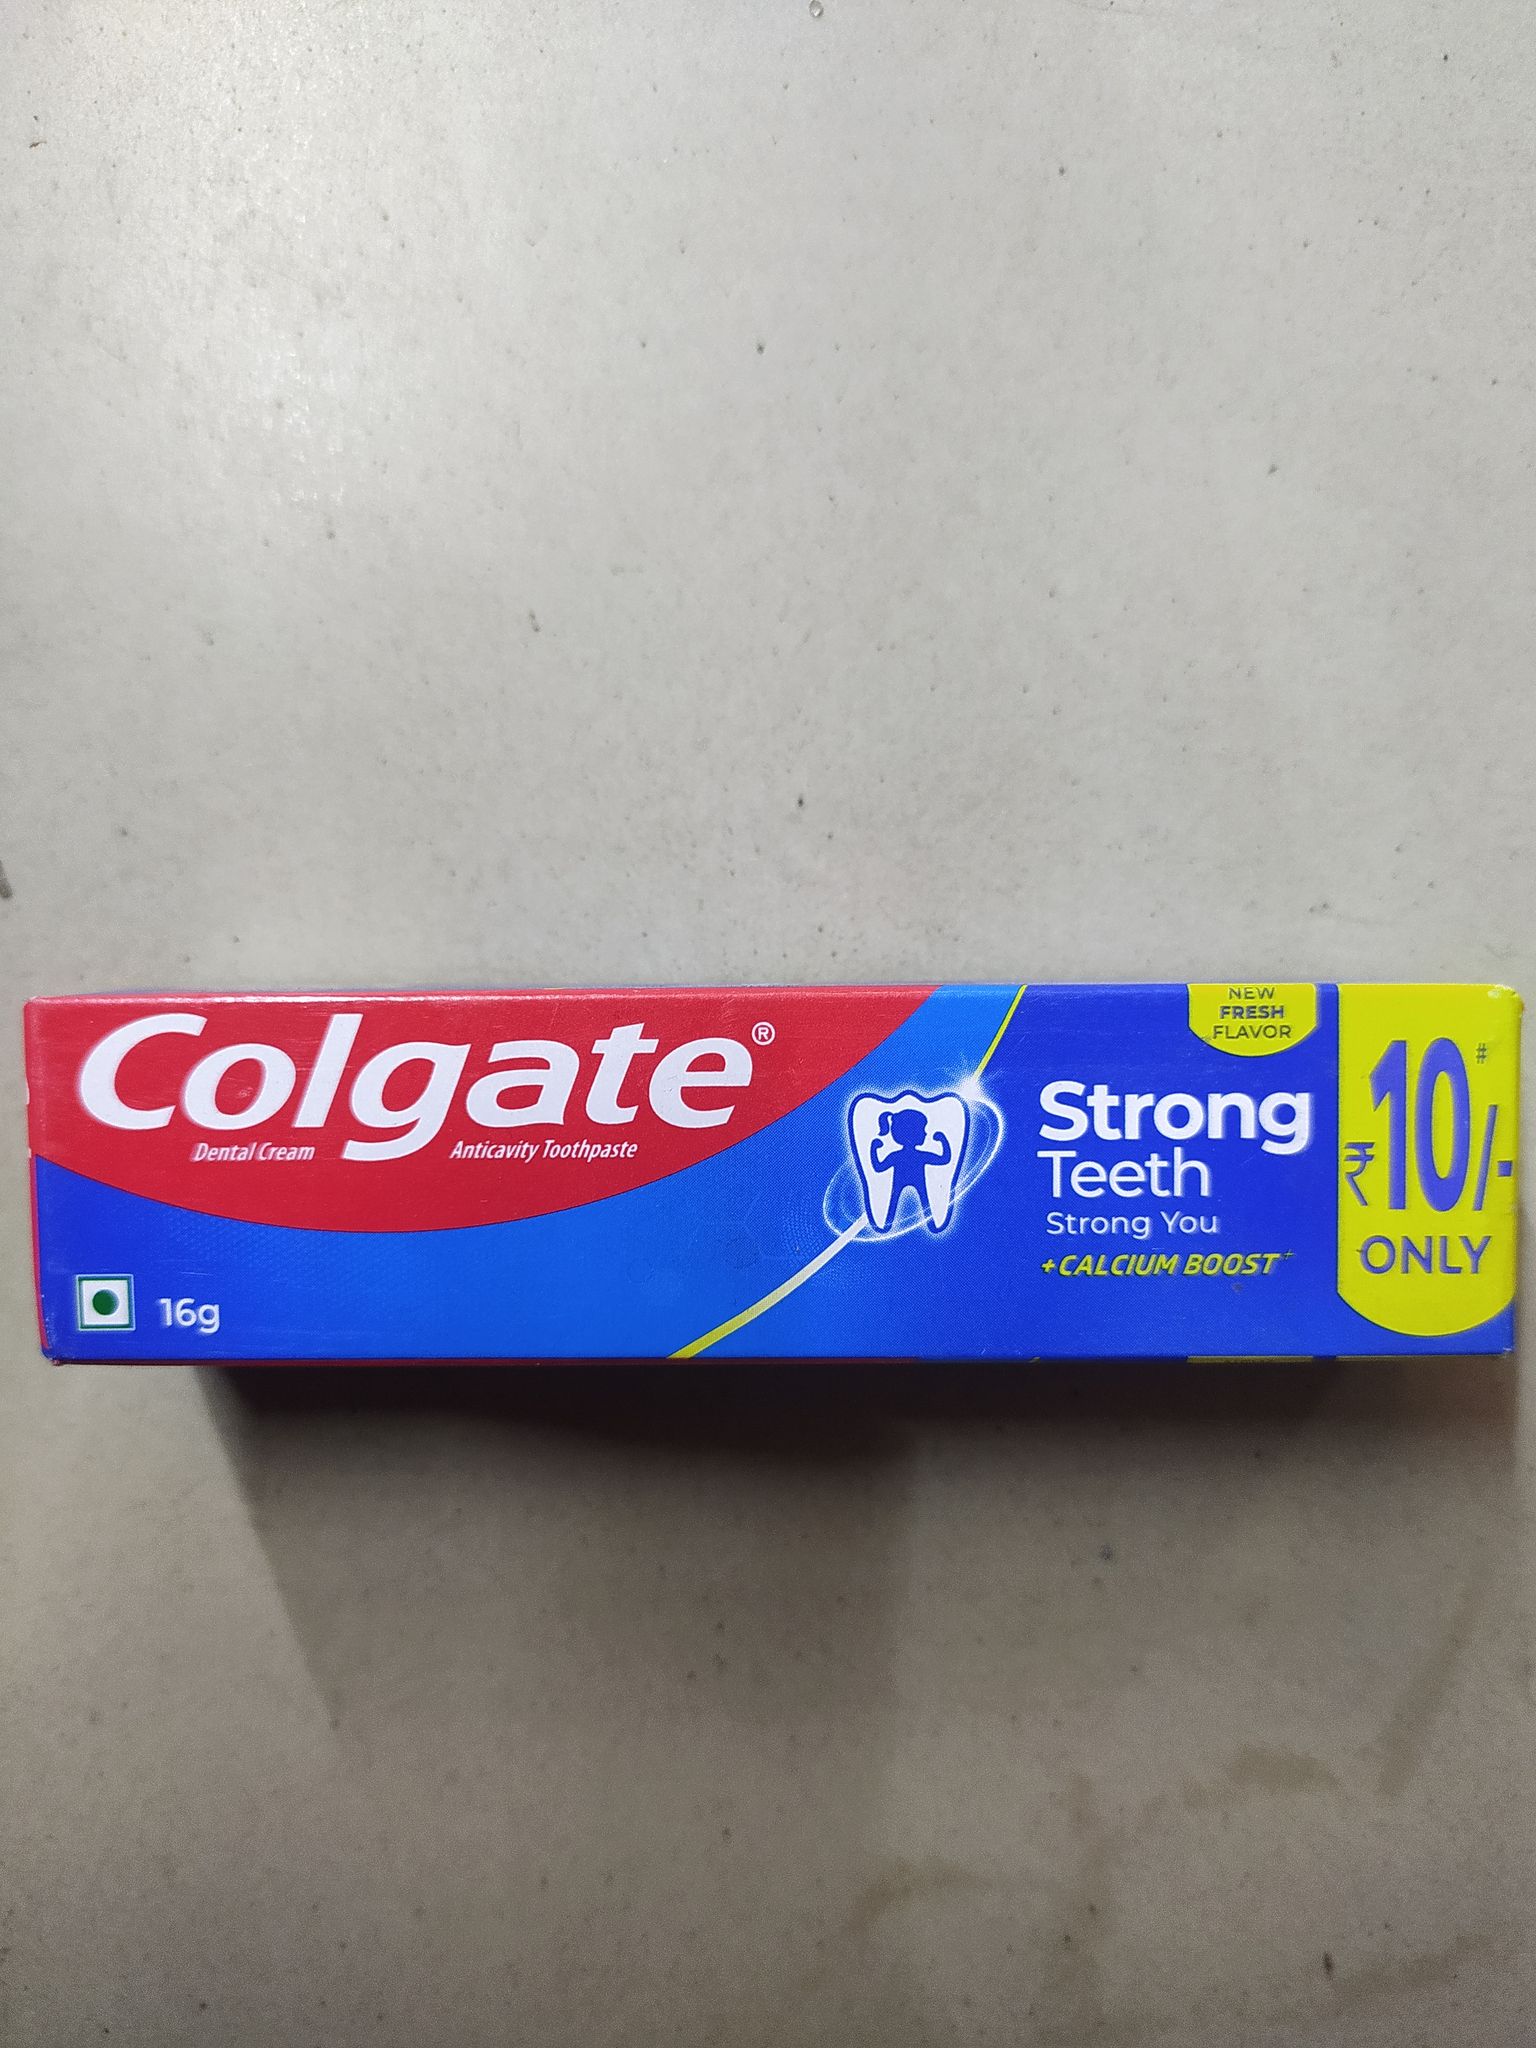 Colgate®
Dental Cream Anticavity Toothpaste
16g
NEW
FRESH
FLAVOR
Strong
Teeth
Strong You
+CALCIUM BOOST+
₹10/-#
ONLY